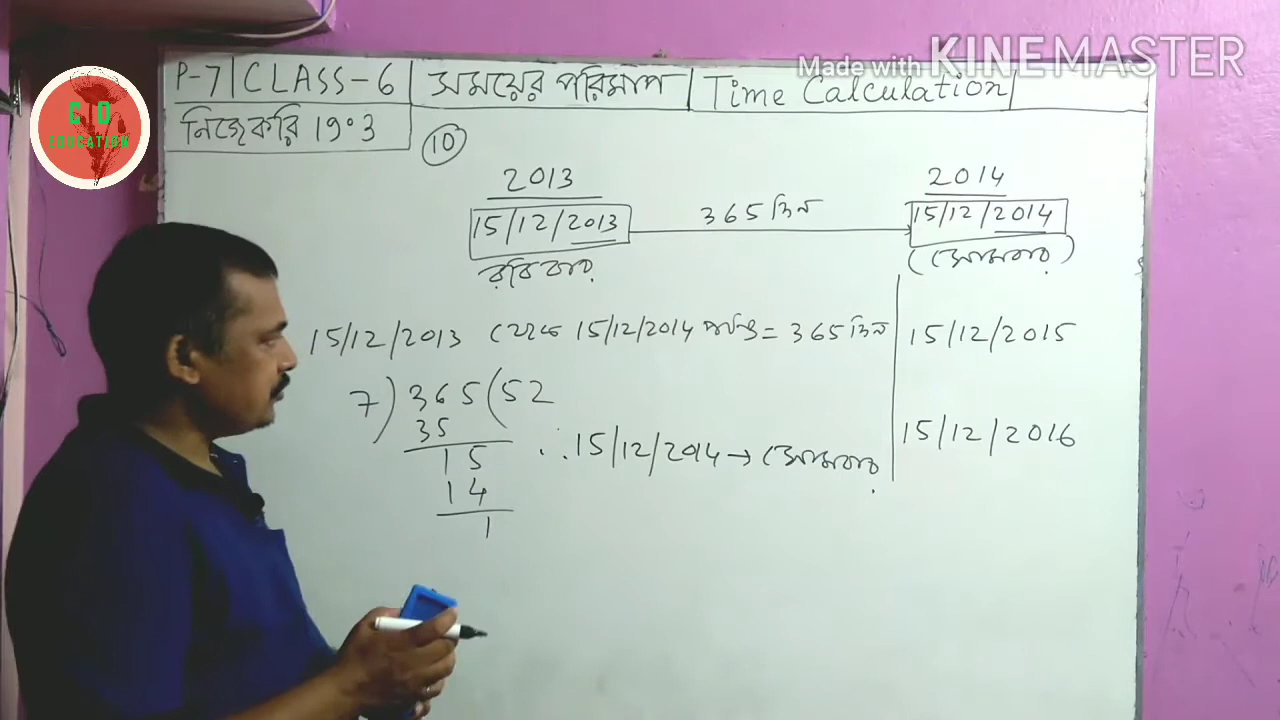 Made with KINEMASTER
C D
EDUCATION
P-7 | CLASS-6 | সময়ের পরিমাপ | Time Calculation
নিজে করি 19.3
10
2013
2014
15/12/2013
365 দিন
15/12/2014
রবিবার
(সোমবার)
15/12/2013 থেকে 15/12/2014 পর্যন্ত = 365 দিন
15/12/2015
7) 365 (52
35
15
∴ 15/12/2014 → সোমবার
15/12/2016
14
1